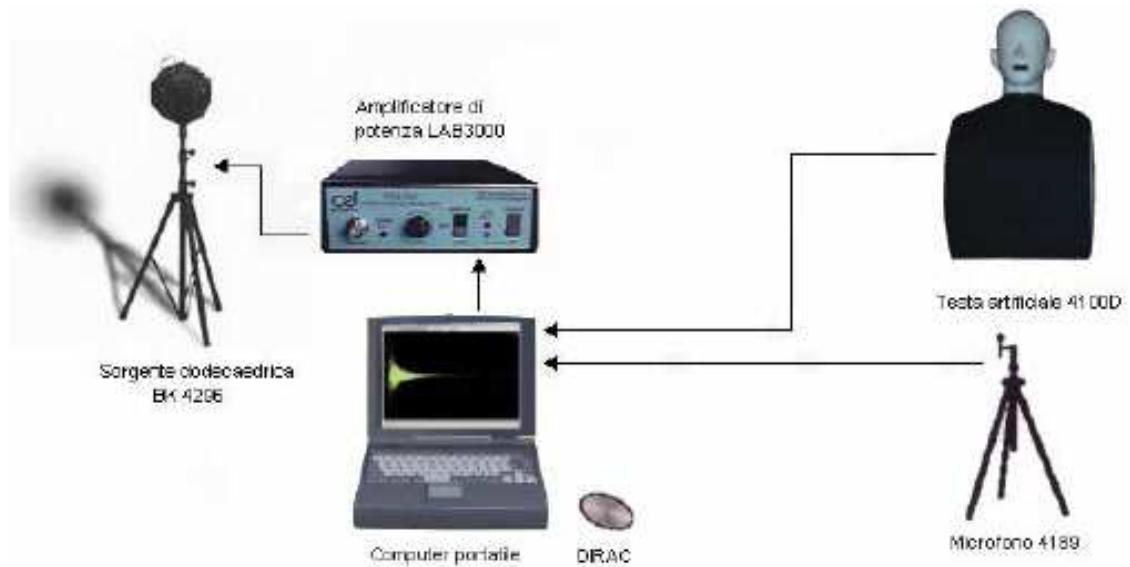 Amplificatore di
potenza LAB3000
Testa artificiale 4100D
Sorgente dodecaedrica
BK 4296
Computer portatile
DIRAC
Microfono 4189